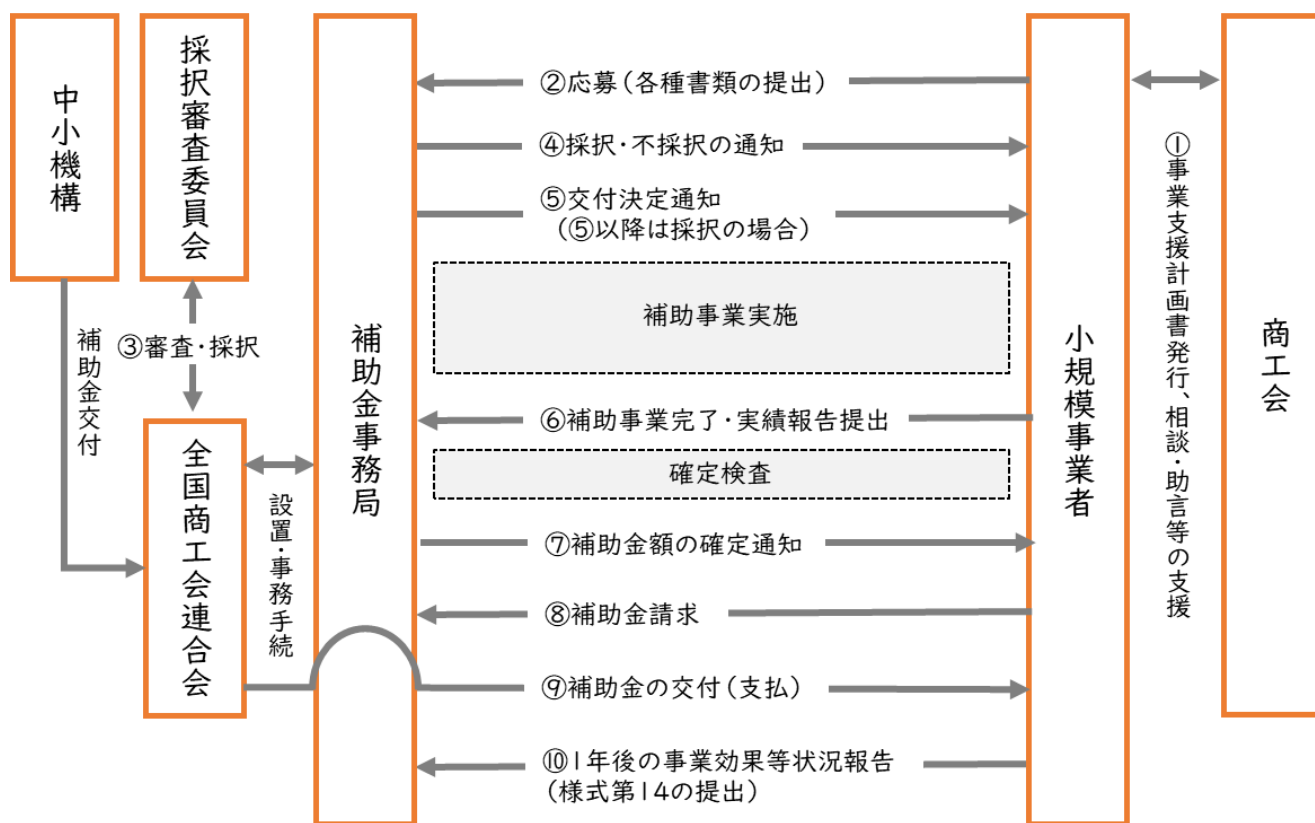 中小機構
採択審査委員会
補助金事務局
小規模事業者
商工会
全国商工会連合会
①事業支援計画書発行、相談・助言等の支援
②応募(各種書類の提出)
③審査・採択
④採択・不採択の通知
⑤交付決定通知
(⑤以降は採択の場合)
補助事業実施
補助金交付
設置・事務手続
⑥補助事業完了・実績報告提出
確定検査
⑦補助金額の確定通知
⑧補助金請求
⑨補助金の交付(支払)
⑩1年後の事業効果等状況報告
(様式第14の提出)